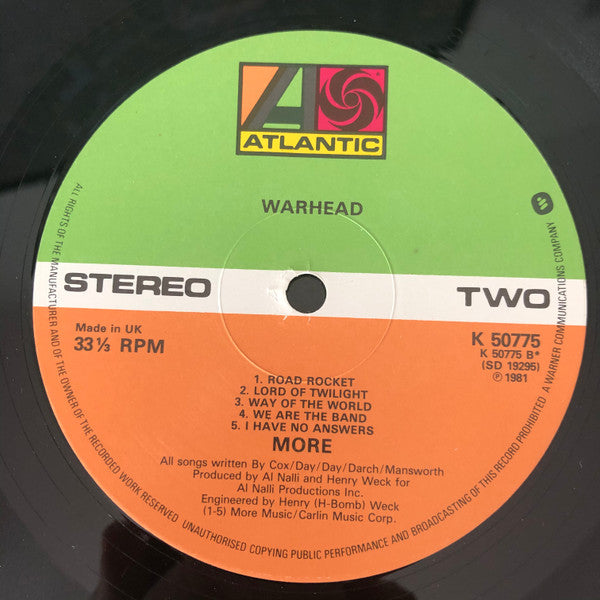 ATLANTIC
WARHEAD
STEREO
TWO
Made in UK
33⅓ RPM
K 50775
K 50775 B*
(SD 19295)
℗ 1981
1. ROAD ROCKET
2. LORD OF TWILIGHT
3. WAY OF THE WORLD
4. WE ARE THE BAND
5. I HAVE NO ANSWERS
MORE
All songs written By Cox/Day/Day/Darch/Mansworth
Produced by Al Nalli and Henry Weck for
Al Nalli Productions Inc.
Engineered by Henry (H-Bomb) Weck
(1-5) More Music/Carlin Music Corp.
ALL RIGHTS OF THE MANUFACTURER AND OF THE OWNER OF THE RECORDED WORK RESERVED UNAUTHORISED COPYING PUBLIC PERFORMANCE AND BROADCASTING OF THIS RECORD PROHIBITED A WARNER COMMUNICATIONS COMPANY